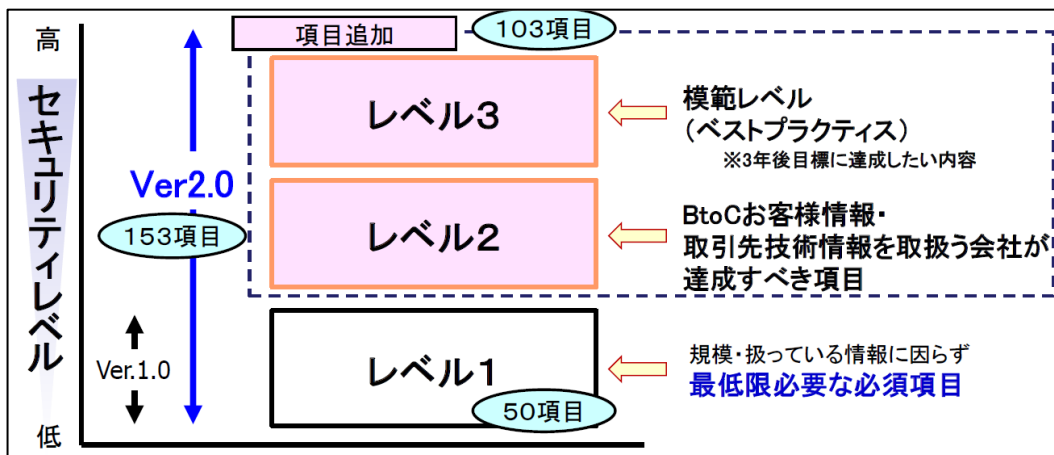 高
セキュリティレベル
低
項目追加
103項目
レベル3
模範レベル
(ベストプラクティス)
※3年後目標に達成したい内容
Ver2.0
153項目
レベル2
BtoCお客様情報・
取引先技術情報を取扱う会社が
達成すべき項目
Ver.1.0
レベル1
50項目
規模・扱っている情報に因らず
最低限必要な必須項目